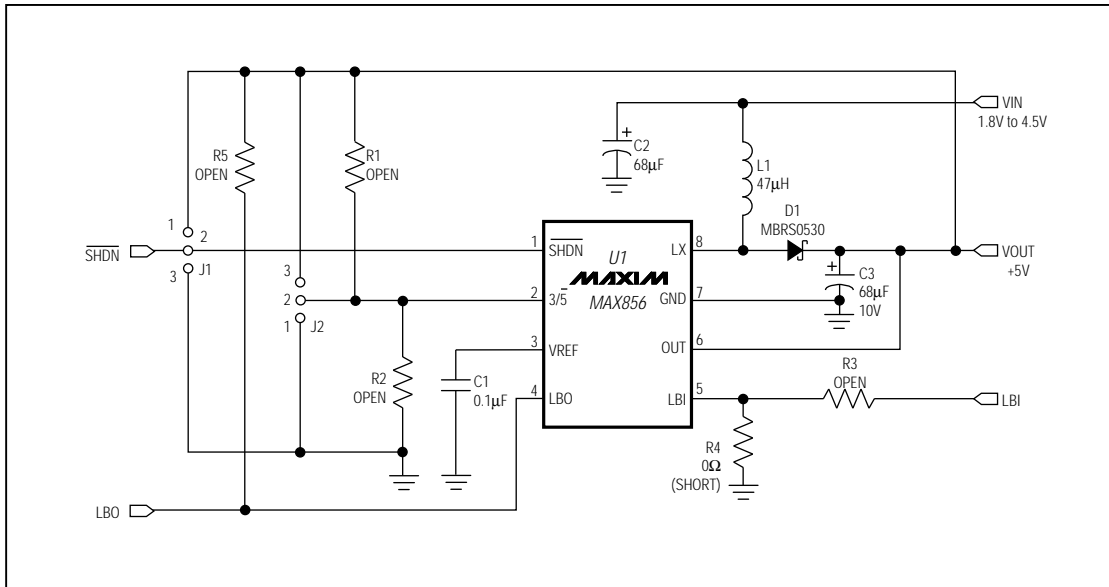 VIN
1.8V to 4.5V
C2
68µF
L1
47µH
R5
OPEN
R1
OPEN
D1
MBRS0530
1
2
3
J1
SHDN
3
2
1
J2
1
2
3
4
8
7
6
5
SHDN
3/5
VREF
LBO
LX
GND
OUT
LBI
U1
MAXIM
MAX856
VOUT
+5V
C3
68µF
10V
R2
OPEN
C1
0.1µF
R3
OPEN
LBI
R4
0Ω
(SHORT)
LBO
+
+